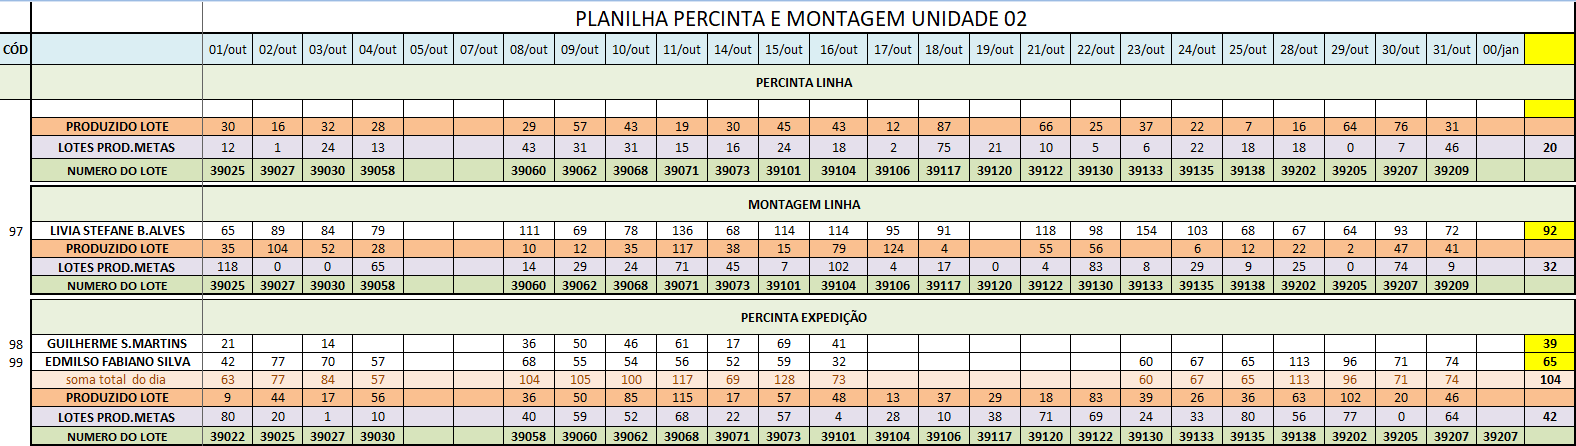 PLANILHA PERCINTA E MONTAGEM UNIDADE 02
CÓD 01/out 02/out 03/out 04/out 05/out 07/out 08/out 09/out 10/out 11/out 14/out 15/out 16/out 17/out 18/out 19/out 21/out 22/out 23/out 24/out 25/out 28/out 29/out 30/out 31/out 00/jan
PERCINTA LINHA
PRODUZIDO LOTE 30 16 32 28 29 57 43 19 30 45 43 12 87 66 25 37 22 7 16 64 76 31
LOTES PROD.METAS 12 1 24 13 43 31 31 15 16 24 18 2 75 21 10 5 6 22 18 18 0 7 46 20
NUMERO DO LOTE 39025 39027 39030 39058 39060 39062 39068 39071 39073 39101 39104 39106 39117 39120 39122 39130 39133 39135 39138 39202 39205 39207 39209
MONTAGEM LINHA
97 LIVIA STEFANE B.ALVES 65 89 84 79 111 69 78 136 68 114 114 95 91 118 98 154 103 68 67 64 93 72 92
PRODUZIDO LOTE 35 104 52 28 10 12 35 117 38 15 79 124 4 55 56 6 12 22 2 47 41
LOTES PROD.METAS 118 0 0 65 14 29 24 71 45 7 102 4 17 0 4 83 8 29 9 25 0 74 9 32
NUMERO DO LOTE 39025 39027 39030 39058 39060 39062 39068 39071 39073 39101 39104 39106 39117 39120 39122 39130 39133 39135 39138 39202 39205 39207 39209
PERCINTA EXPEDIÇÃO
98 GUILHERME S.MARTINS 21 14 36 50 46 61 17 69 41 39
99 EDMILSO FABIANO SILVA 42 77 70 57 68 55 54 56 52 59 32 60 67 65 113 96 71 74 65
soma total do dia 63 77 84 57 104 105 100 117 69 128 73 60 67 65 113 96 71 74 104
PRODUZIDO LOTE 9 44 17 56 36 50 85 115 17 57 48 13 37 29 18 83 39 26 36 63 102 20 46
LOTES PROD.METAS 80 20 1 10 40 59 52 68 22 57 4 28 10 38 71 69 24 33 80 56 77 0 64 42
NUMERO DO LOTE 39022 39025 39027 39030 39058 39060 39062 39068 39071 39073 39101 39104 39106 39117 39120 39122 39130 39133 39135 39138 39202 39205 39209 39207